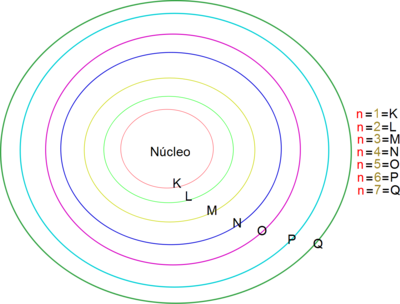 Núcleo
K
L
M
N
O
P
Q
n=1=K
n=2=L
n=3=M
n=4=N
n=5=O
n=6=P
n=7=Q